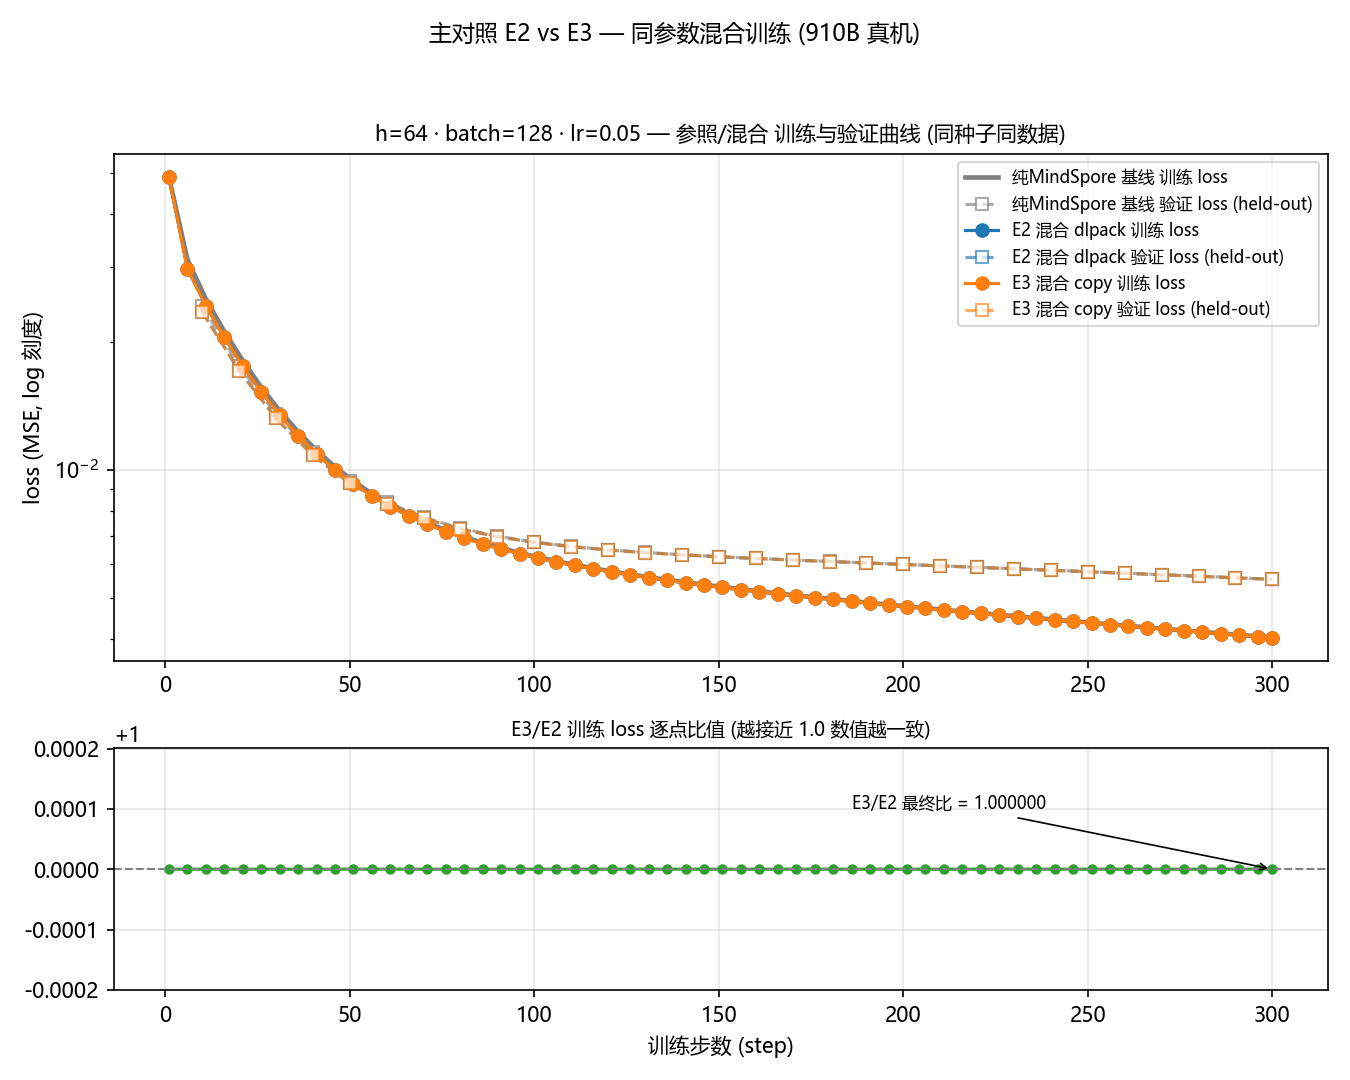 主对照 E2 vs E3 — 同参数混合训练 (910B 真机)
h=64 · batch=128 · lr=0.05 — 参照/混合 训练与验证曲线 (同种子同数据)
纯MindSpore 基线 训练 loss
纯MindSpore 基线 验证 loss (held-out)
E2 混合 dlpack 训练 loss
E2 混合 dlpack 验证 loss (held-out)
E3 混合 copy 训练 loss
E3 混合 copy 验证 loss (held-out)
loss (MSE, log 刻度)
10⁻²
0 50 100 150 200 250 300
E3/E2 训练 loss 逐点比值 (越接近 1.0 数值越一致)
+1
0.0002
0.0001
E3/E2 最终比 = 1.000000
0.0000
-0.0001
-0.0002
0 50 100 150 200 250 300
训练步数 (step)